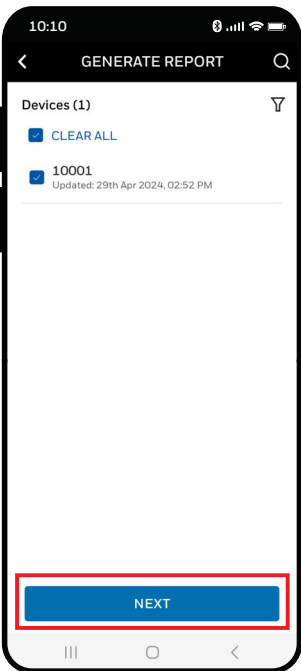 10:10
GENERATE REPORT
Devices (1)
CLEAR ALL
10001
Updated: 29th Apr 2024, 02:52 PM
NEXT